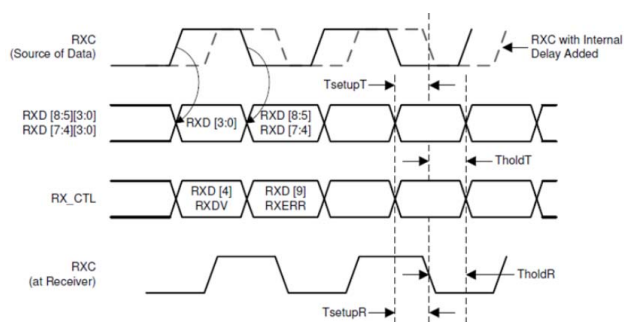 RXC
(Source of Data)
RXC with Internal
Delay Added
TsetupT
RXD [8:5][3:0]
RXD [7:4][3:0]
RXD [3:0]
RXD [8:5]
RXD [7:4]
TholdT
RX_CTL
RXD [4]
RXDV
RXD [9]
RXERR
RXC
(at Receiver)
TholdR
TsetupR